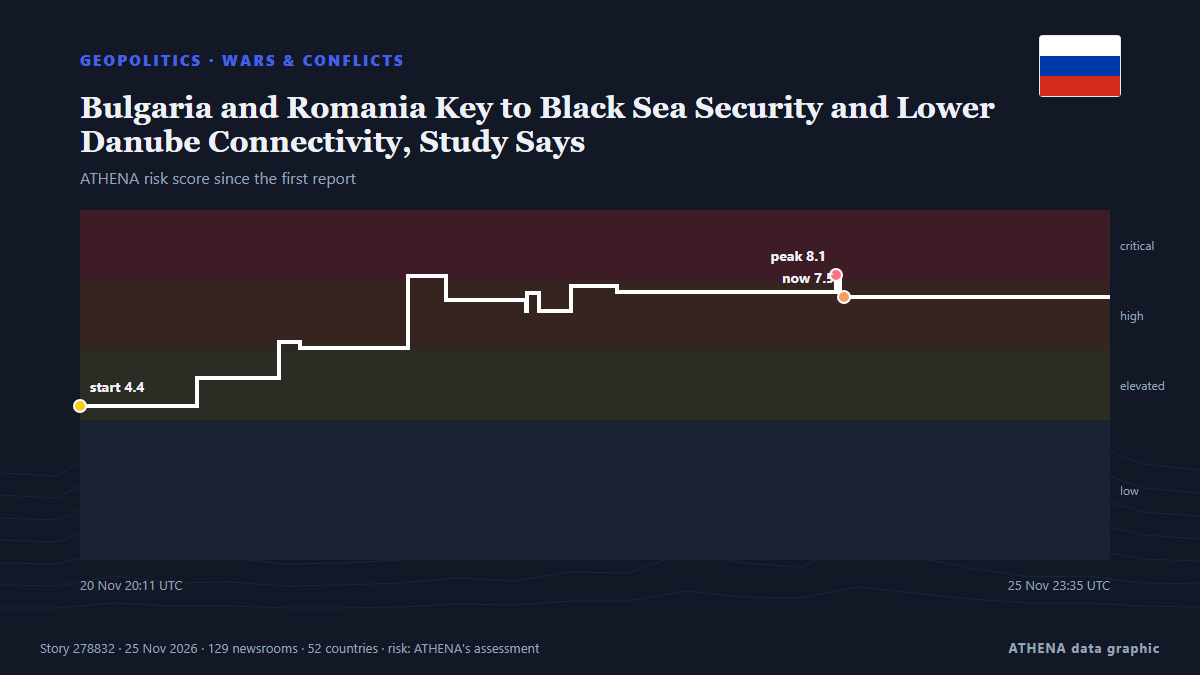 GEOPOLITICS · WARS & CONFLICTS
Bulgaria and Romania Key to Black Sea Security and Lower
Danube Connectivity, Study Says
ATHENA risk score since the first report
critical
peak 8.1
now 7.5
high
elevated
start 4.4
low
20 Nov 20:11 UTC
25 Nov 23:35 UTC
Story 278832 · 25 Nov 2026 · 129 newsrooms · 52 countries · risk: ATHENA's assessment
ATHENA data graphic